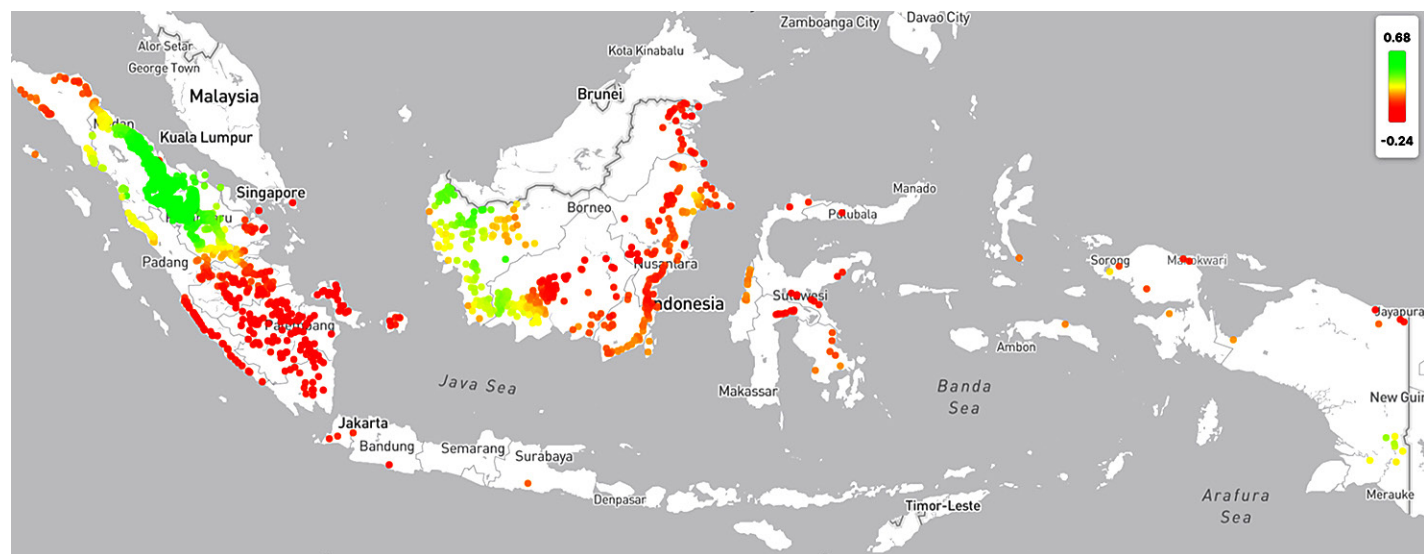 Zamboanga City
Davao City
Alor Setar
Kota Kinabalu
George Town
0.68
Malaysia
Brunei
-0.24
Kuala Lumpur
Singapore
Manado
Borneo
Padang
Nusantara
Sorong
Indonesia
Sulawesi
Jayapura
Ambon
Java Sea
Makassar
Banda
Sea
New Guin
Jakarta
Bandung
Semarang
Surabaya
Denpasar
Timor-Leste
Arafura
Sea
Merauke